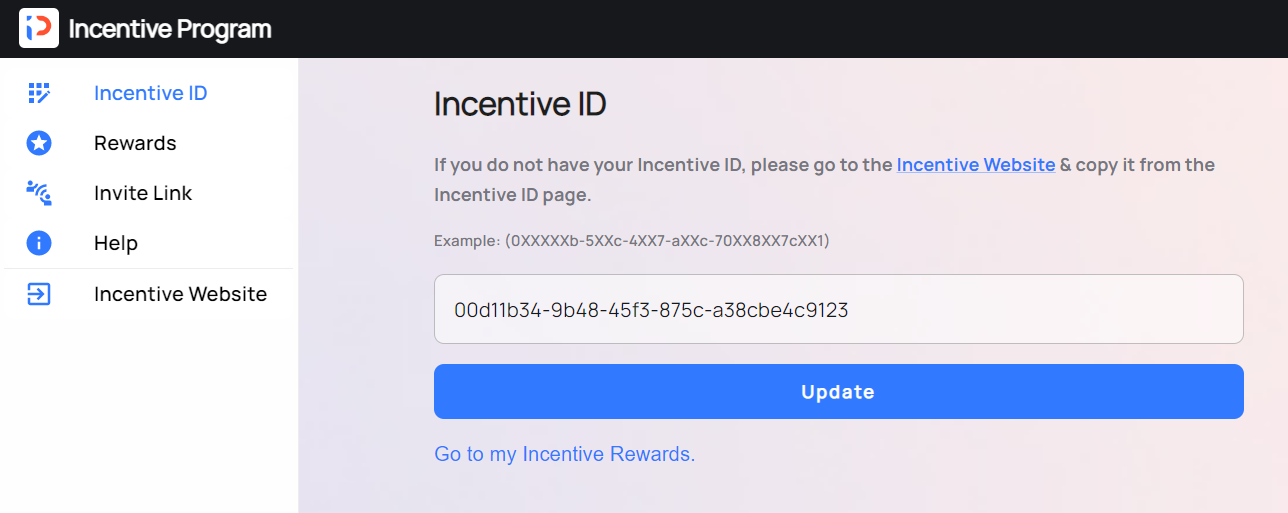 Incentive Program
Incentive ID
Rewards
Invite Link
Help
Incentive Website
Incentive ID
If you do not have your Incentive ID, please go to the Incentive Website & copy it from the
Incentive ID page.
Example: (0XXXXXb-5XXc-4XX7-aXXc-70XX8XX7cXX1)
00d11b34-9b48-45f3-875c-a38cbe4c9123
Update
Go to my Incentive Rewards.